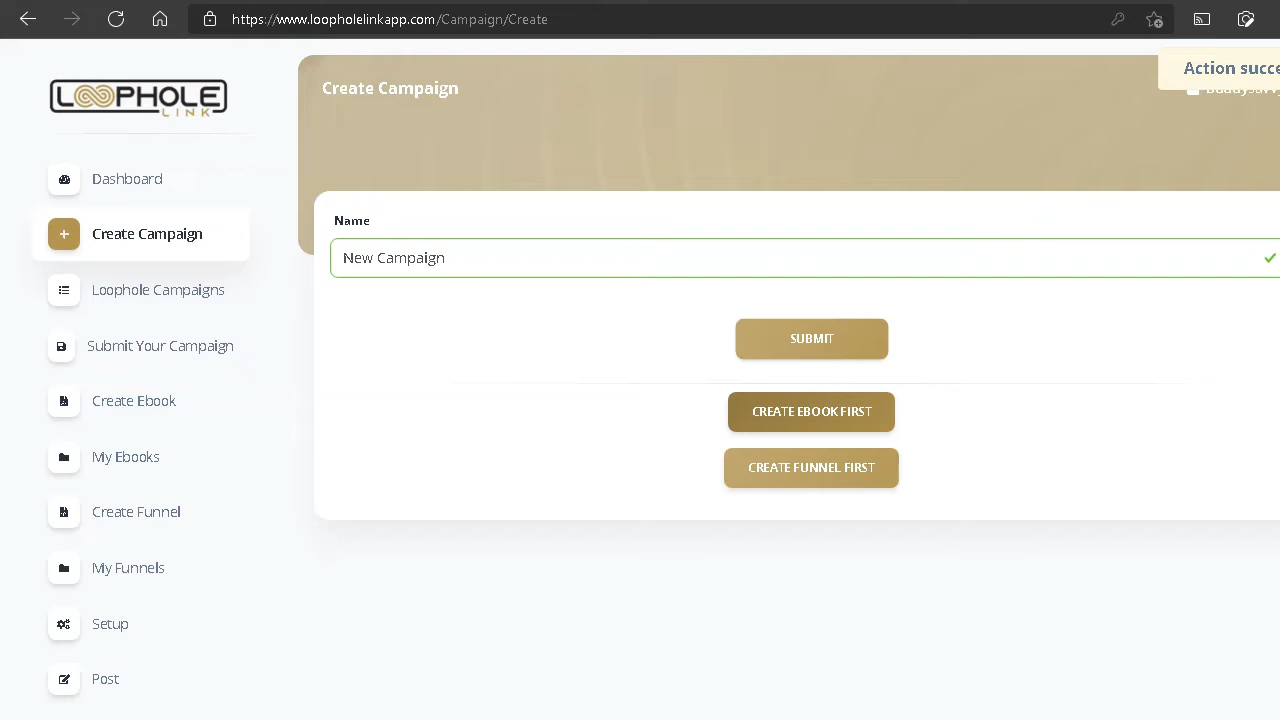 https://www.loopholelinkapp.com/Campaign/Create
LOOPHOLE
LINK
Create Campaign
Action succe
Dashboard
Create Campaign
Loophole Campaigns
Submit Your Campaign
Create Ebook
My Ebooks
Create Funnel
My Funnels
Setup
Post
Name
New Campaign
SUBMIT
CREATE EBOOK FIRST
CREATE FUNNEL FIRST